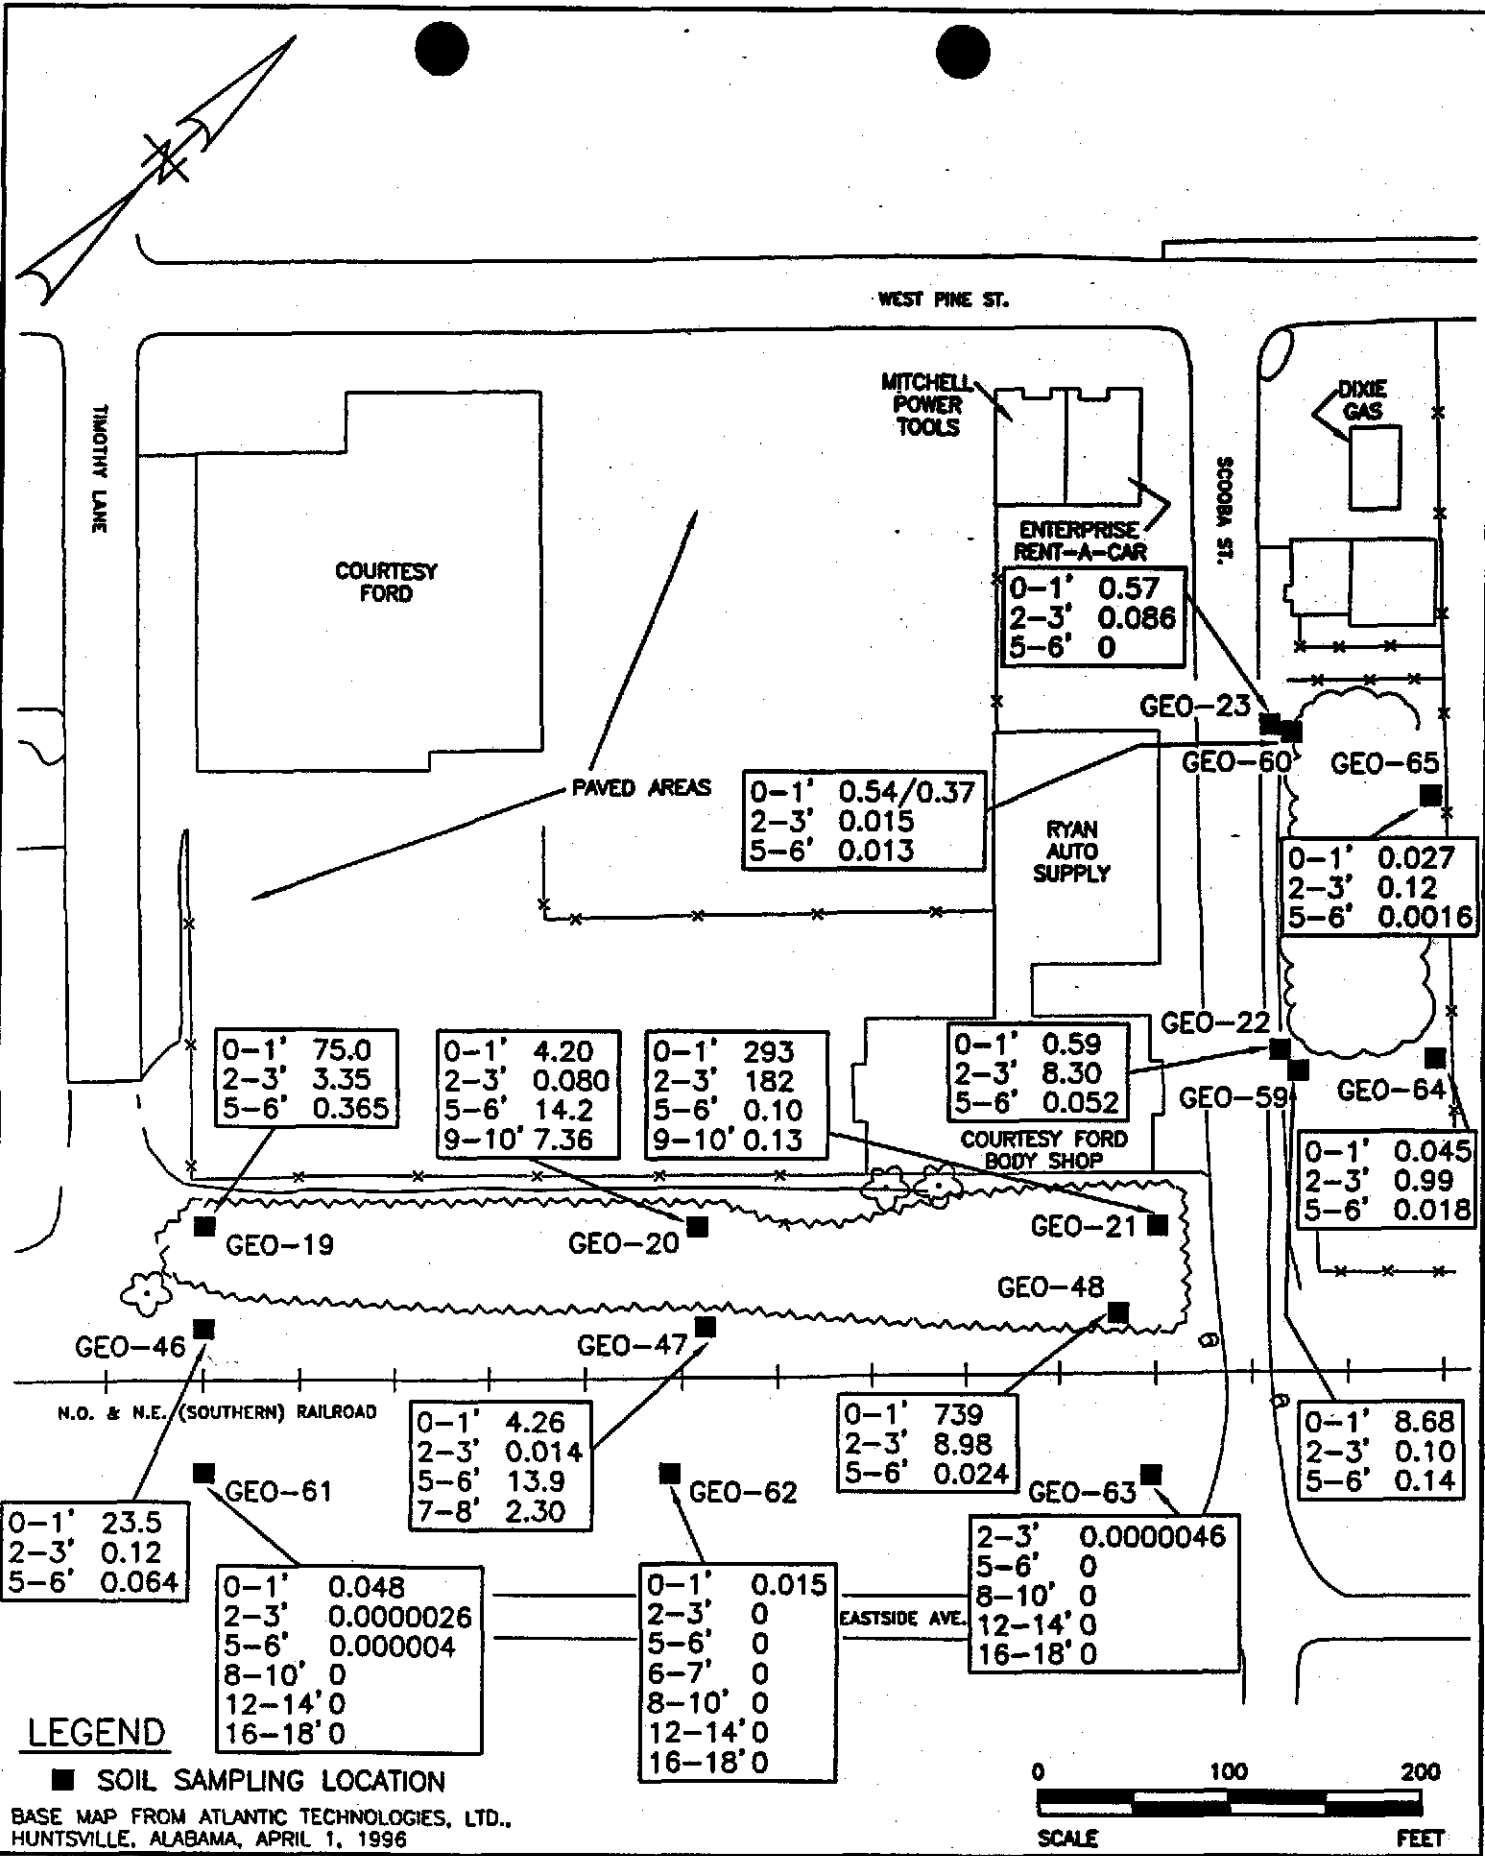 N
WEST PINE ST.
TIMOTHY LANE
MITCHELL
POWER
TOOLS
DIXIE
GAS
SCOOBA ST.
ENTERPRISE
RENT-A-CAR
COURTESY
FORD
0-1' 0.57
2-3' 0.086
5-6' 0
GEO-23
GEO-60
GEO-65
PAVED AREAS
0-1' 0.54/0.37
2-3' 0.015
5-6' 0.013
RYAN
AUTO
SUPPLY
0-1' 0.027
2-3' 0.12
5-6' 0.0016
GEO-22
0-1' 75.0
2-3' 3.35
5-6' 0.365
0-1' 4.20
2-3' 0.080
5-6' 14.2
9-10' 7.36
0-1' 293
2-3' 182
5-6' 0.10
9-10' 0.13
0-1' 0.59
2-3' 8.30
5-6' 0.052
GEO-59
GEO-64
COURTESY FORD
BODY SHOP
0-1' 0.045
2-3' 0.99
5-6' 0.018
GEO-19
GEO-20
GEO-21
GEO-48
GEO-46
GEO-47
N.O. & N.E. (SOUTHERN) RAILROAD
0-1' 4.26
2-3' 0.014
5-6' 13.9
7-8' 2.30
0-1' 739
2-3' 8.98
5-6' 0.024
0-1' 8.68
2-3' 0.10
5-6' 0.14
GEO-61
GEO-62
GEO-63
0-1' 23.5
2-3' 0.12
5-6' 0.064
0-1' 0.048
2-3' 0.0000026
5-6' 0.000004
8-10' 0
12-14' 0
16-18' 0
0-1' 0.015
2-3' 0
5-6' 0
6-7' 0
8-10' 0
12-14' 0
16-18' 0
EASTSIDE AVE.
2-3' 0.0000046
5-6' 0
8-10' 0
12-14' 0
16-18' 0
LEGEND
SOIL SAMPLING LOCATION
BASE MAP FROM ATLANTIC TECHNOLOGIES, LTD.,
HUNTSVILLE, ALABAMA, APRIL 1, 1996
0 100 200
SCALE FEET